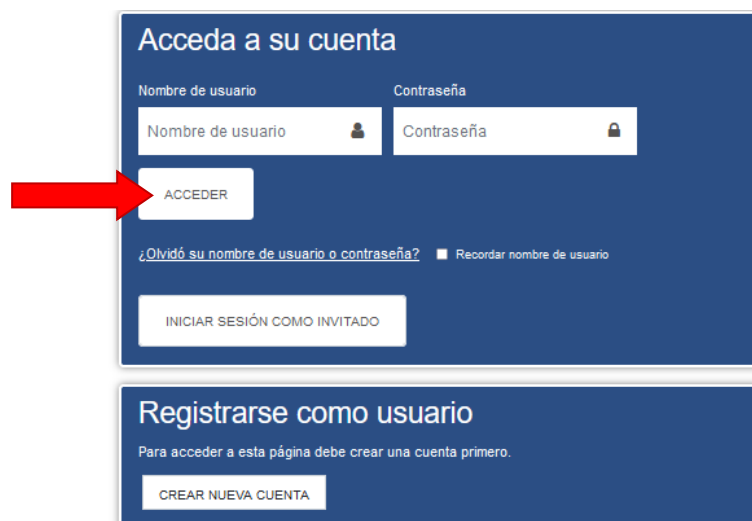 Acceda a su cuenta
Nombre de usuario Contraseña
Nombre de usuario Contraseña
ACCEDER
¿Olvidó su nombre de usuario o contraseña? Recordar nombre de usuario
INICIAR SESIÓN COMO INVITADO
Registrarse como usuario
Para acceder a esta página debe crear una cuenta primero.
CREAR NUEVA CUENTA